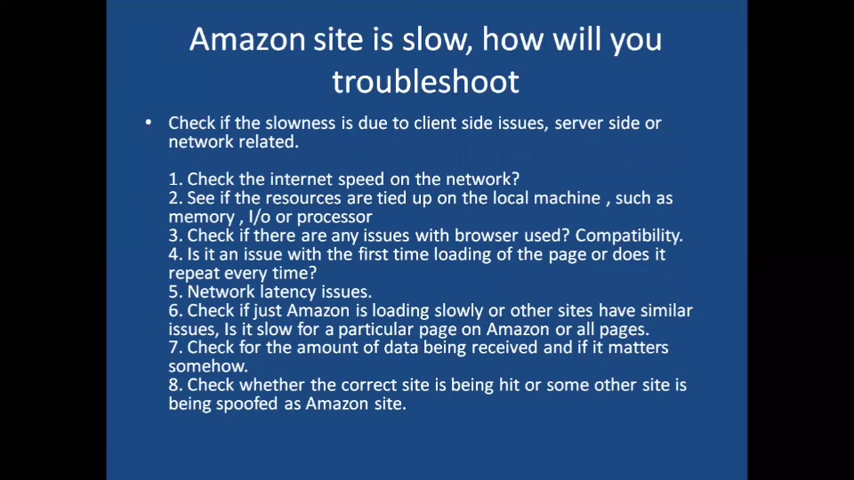 Amazon site is slow, how will you
troubleshoot
• Check if the slowness is due to client side issues, server side or
network related.
1. Check the internet speed on the network?
2. See if the resources are tied up on the local machine , such as
memory , I/o or processor
3. Check if there are any issues with browser used? Compatibility.
4. Is it an issue with the first time loading of the page or does it
repeat every time?
5. Network latency issues.
6. Check if just Amazon is loading slowly or other sites have similar
issues, Is it slow for a particular page on Amazon or all pages.
7. Check for the amount of data being received and if it matters
somehow.
8. Check whether the correct site is being hit or some other site is
being spoofed as Amazon site.